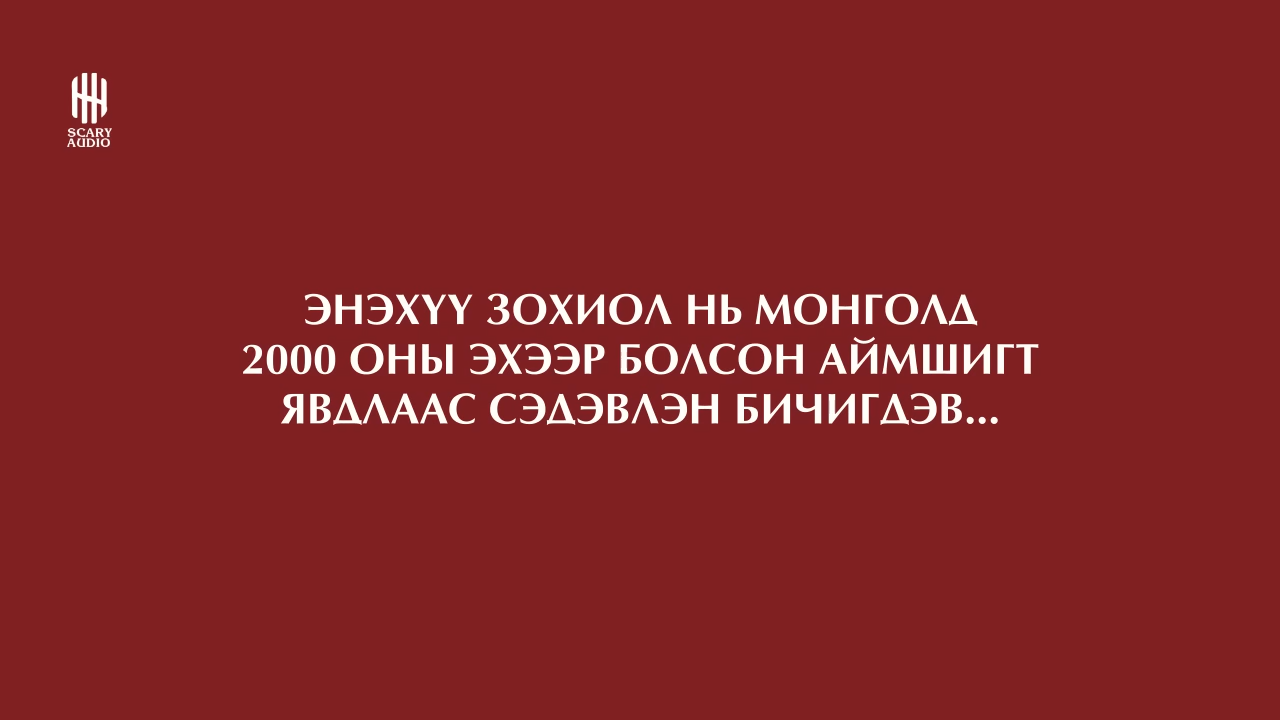 SCARY
AUDIO
ЭНЭХҮҮ ЗОХИОЛ НЬ МОНГОЛД
2000 ОНЫ ЭХЭЭР БОЛСОН АЙМШИГТ
ЯВДЛААС СЭДЭВЛЭН БИЧИГДЭВ...